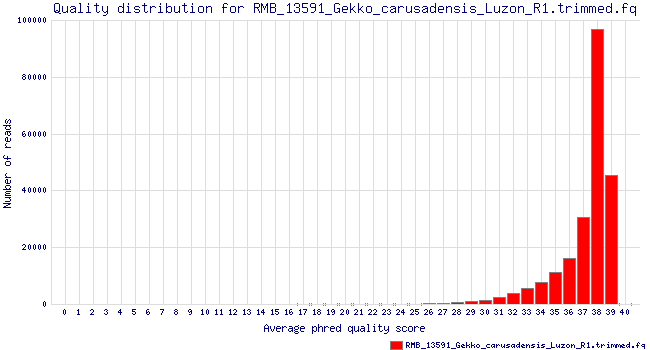 Quality distribution for RMB_13591_Gekko_carusadensis_Luzon_R1.trimmed.fq
100000
80000
60000
40000
20000
0
Number of reads
0 1 2 3 4 5 6 7 8 9 10 11 12 13 14 15 16 17 18 19 20 21 22 23 24 25 26 27 28 29 30 31 32 33 34 35 36 37 38 39 40
Average phred quality score
RMB_13591_Gekko_carusadensis_Luzon_R1.trimmed.fq